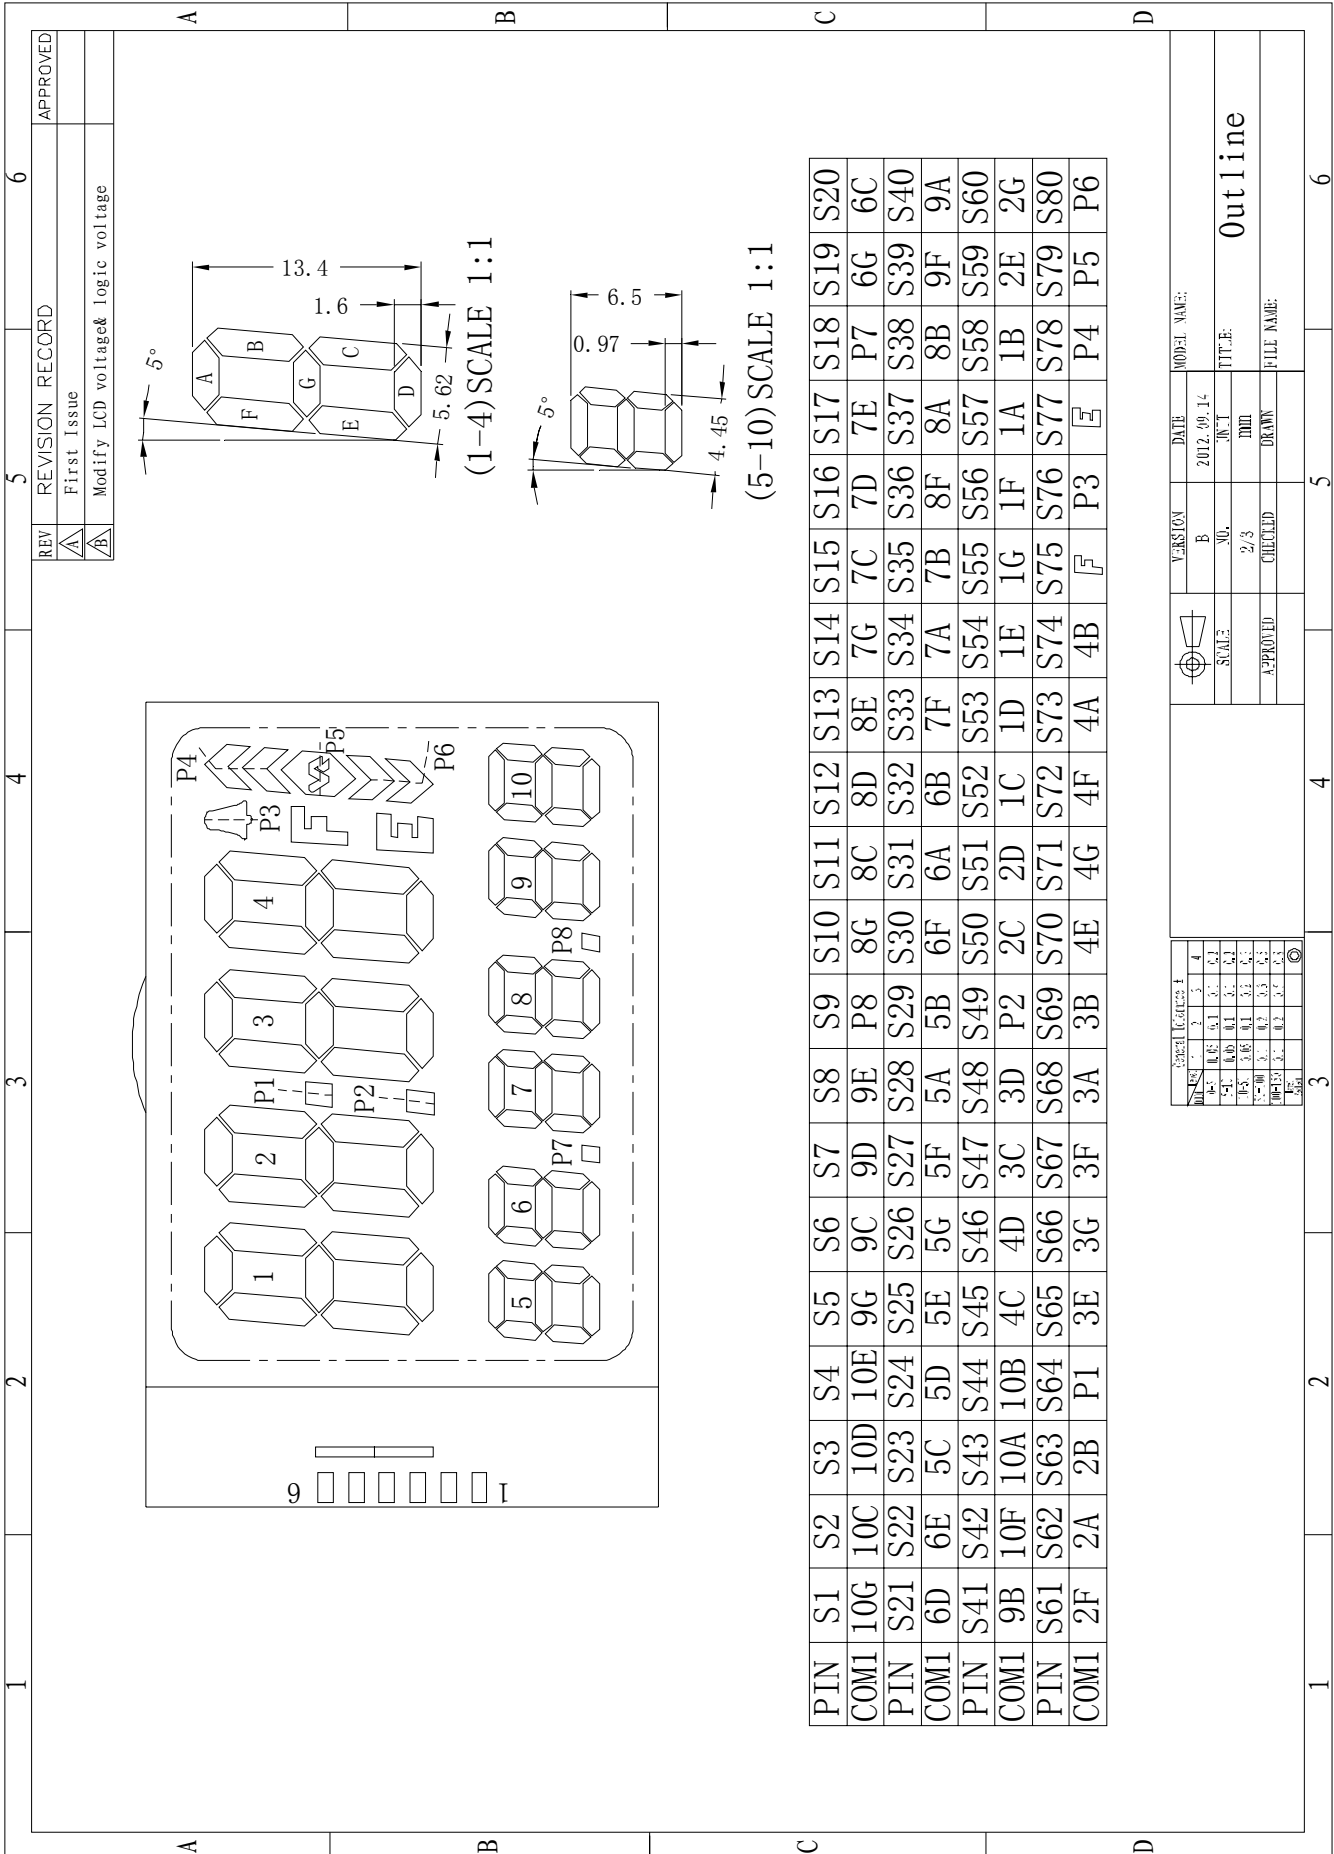 1 2 3 4 5 6
A
B
C
D
REV REVISION RECORD APPROVED
A First Issue
B Modify LCD voltage& logic voltage
1 2 3 4
P1
P2
P3
P4
F
P5
E
P6
5 6 7 8 9 10
P7
P8
6
1
5°
A
B
C
D
E
F
G
13.4
1.6
5.62
(1-4)SCALE 1:1
5°
6.5
0.97
4.45
(5-10)SCALE 1:1
PIN S1 S2 S3 S4 S5 S6 S7 S8 S9 S10 S11 S12 S13 S14 S15 S16 S17 S18 S19 S20
COM1 10G 10C 10D 10E 9G 9C 9D 9E P8 8G 8C 8D 8E 7G 7C 7D 7E P7 6G 6C
PIN S21 S22 S23 S24 S25 S26 S27 S28 S29 S30 S31 S32 S33 S34 S35 S36 S37 S38 S39 S40
COM1 6D 6E 5C 5D 5E 5G 5F 5A 5B 6F 6A 6B 7F 7A 7B 8F 8A 8B 9F 9A
PIN S41 S42 S43 S44 S45 S46 S47 S48 S49 S50 S51 S52 S53 S54 S55 S56 S57 S58 S59 S60
COM1 9B 10F 10A 10B 4C 4D 3C 3D P2 2C 2D 1C 1D 1E 1G 1F 1A 1B 2E 2G
PIN S61 S62 S63 S64 S65 S66 S67 S68 S69 S70 S71 S72 S73 S74 S75 S76 S77 S78 S79 S80
COM1 2F 2A 2B P1 3E 3G 3F 3A 3B 4E 4G 4F 4A 4B F P3 E P4 P5 P6
VERSION DATE MODEL NAME:
B 2012.09.14
SCALE NO. UNIT TITLE: Outline
2/3 mm
APPROVED CHECKED DRAWN FILE NAME:
General Tolerance ±
A
B
C
D
1 2 3 4 5 6